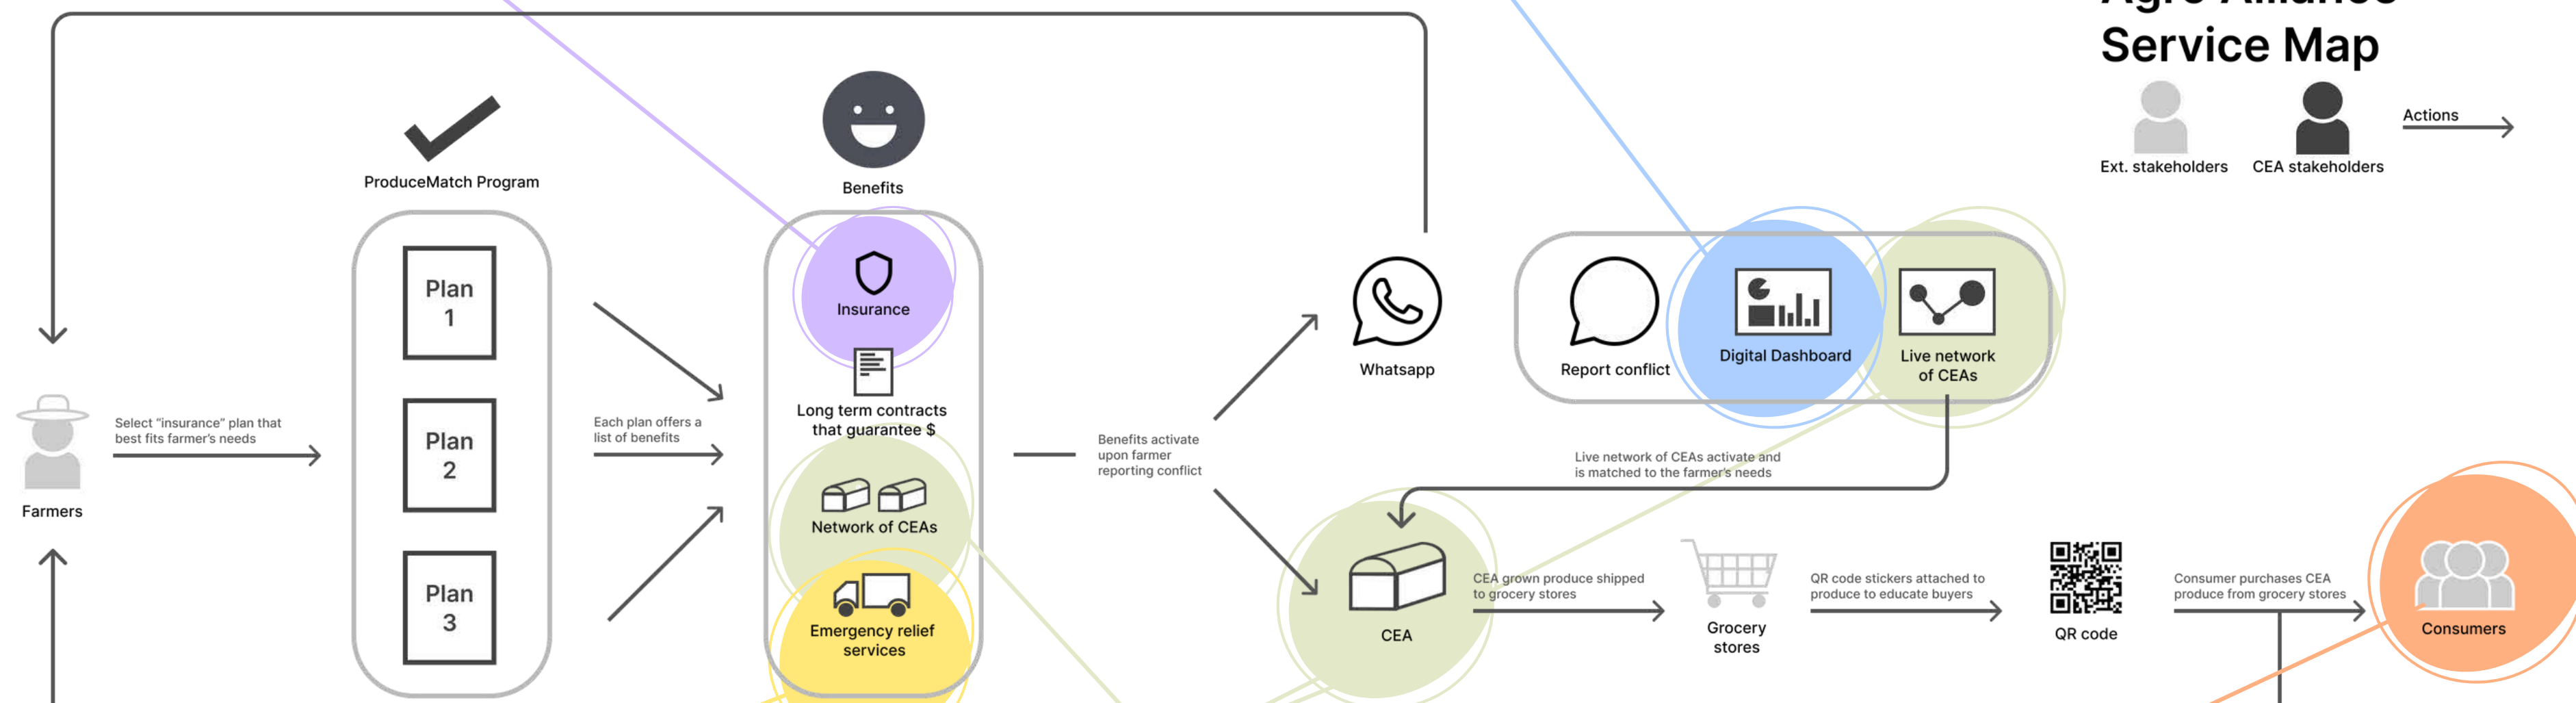 Agro Alliance
Service Map
Ext. stakeholders
CEA stakeholders
Actions
ProduceMatch Program
Plan
1
Plan
2
Plan
3
Farmers
Select “insurance” plan that
best fits farmer’s needs
Each plan offers a
list of benefits
Benefits
Insurance
Long term contracts
that guarantee $
Network of CEAs
Emergency relief
services
Benefits activate
upon farmer
reporting conflict
Whatsapp
Report conflict
Digital Dashboard
Live network
of CEAs
Live network of CEAs activate and
is matched to the farmer’s needs
CEA
CEA grown produce shipped
to grocery stores
Grocery
stores
QR code stickers attached to
produce to educate buyers
QR code
Consumer purchases CEA
produce from grocery stores
Consumers